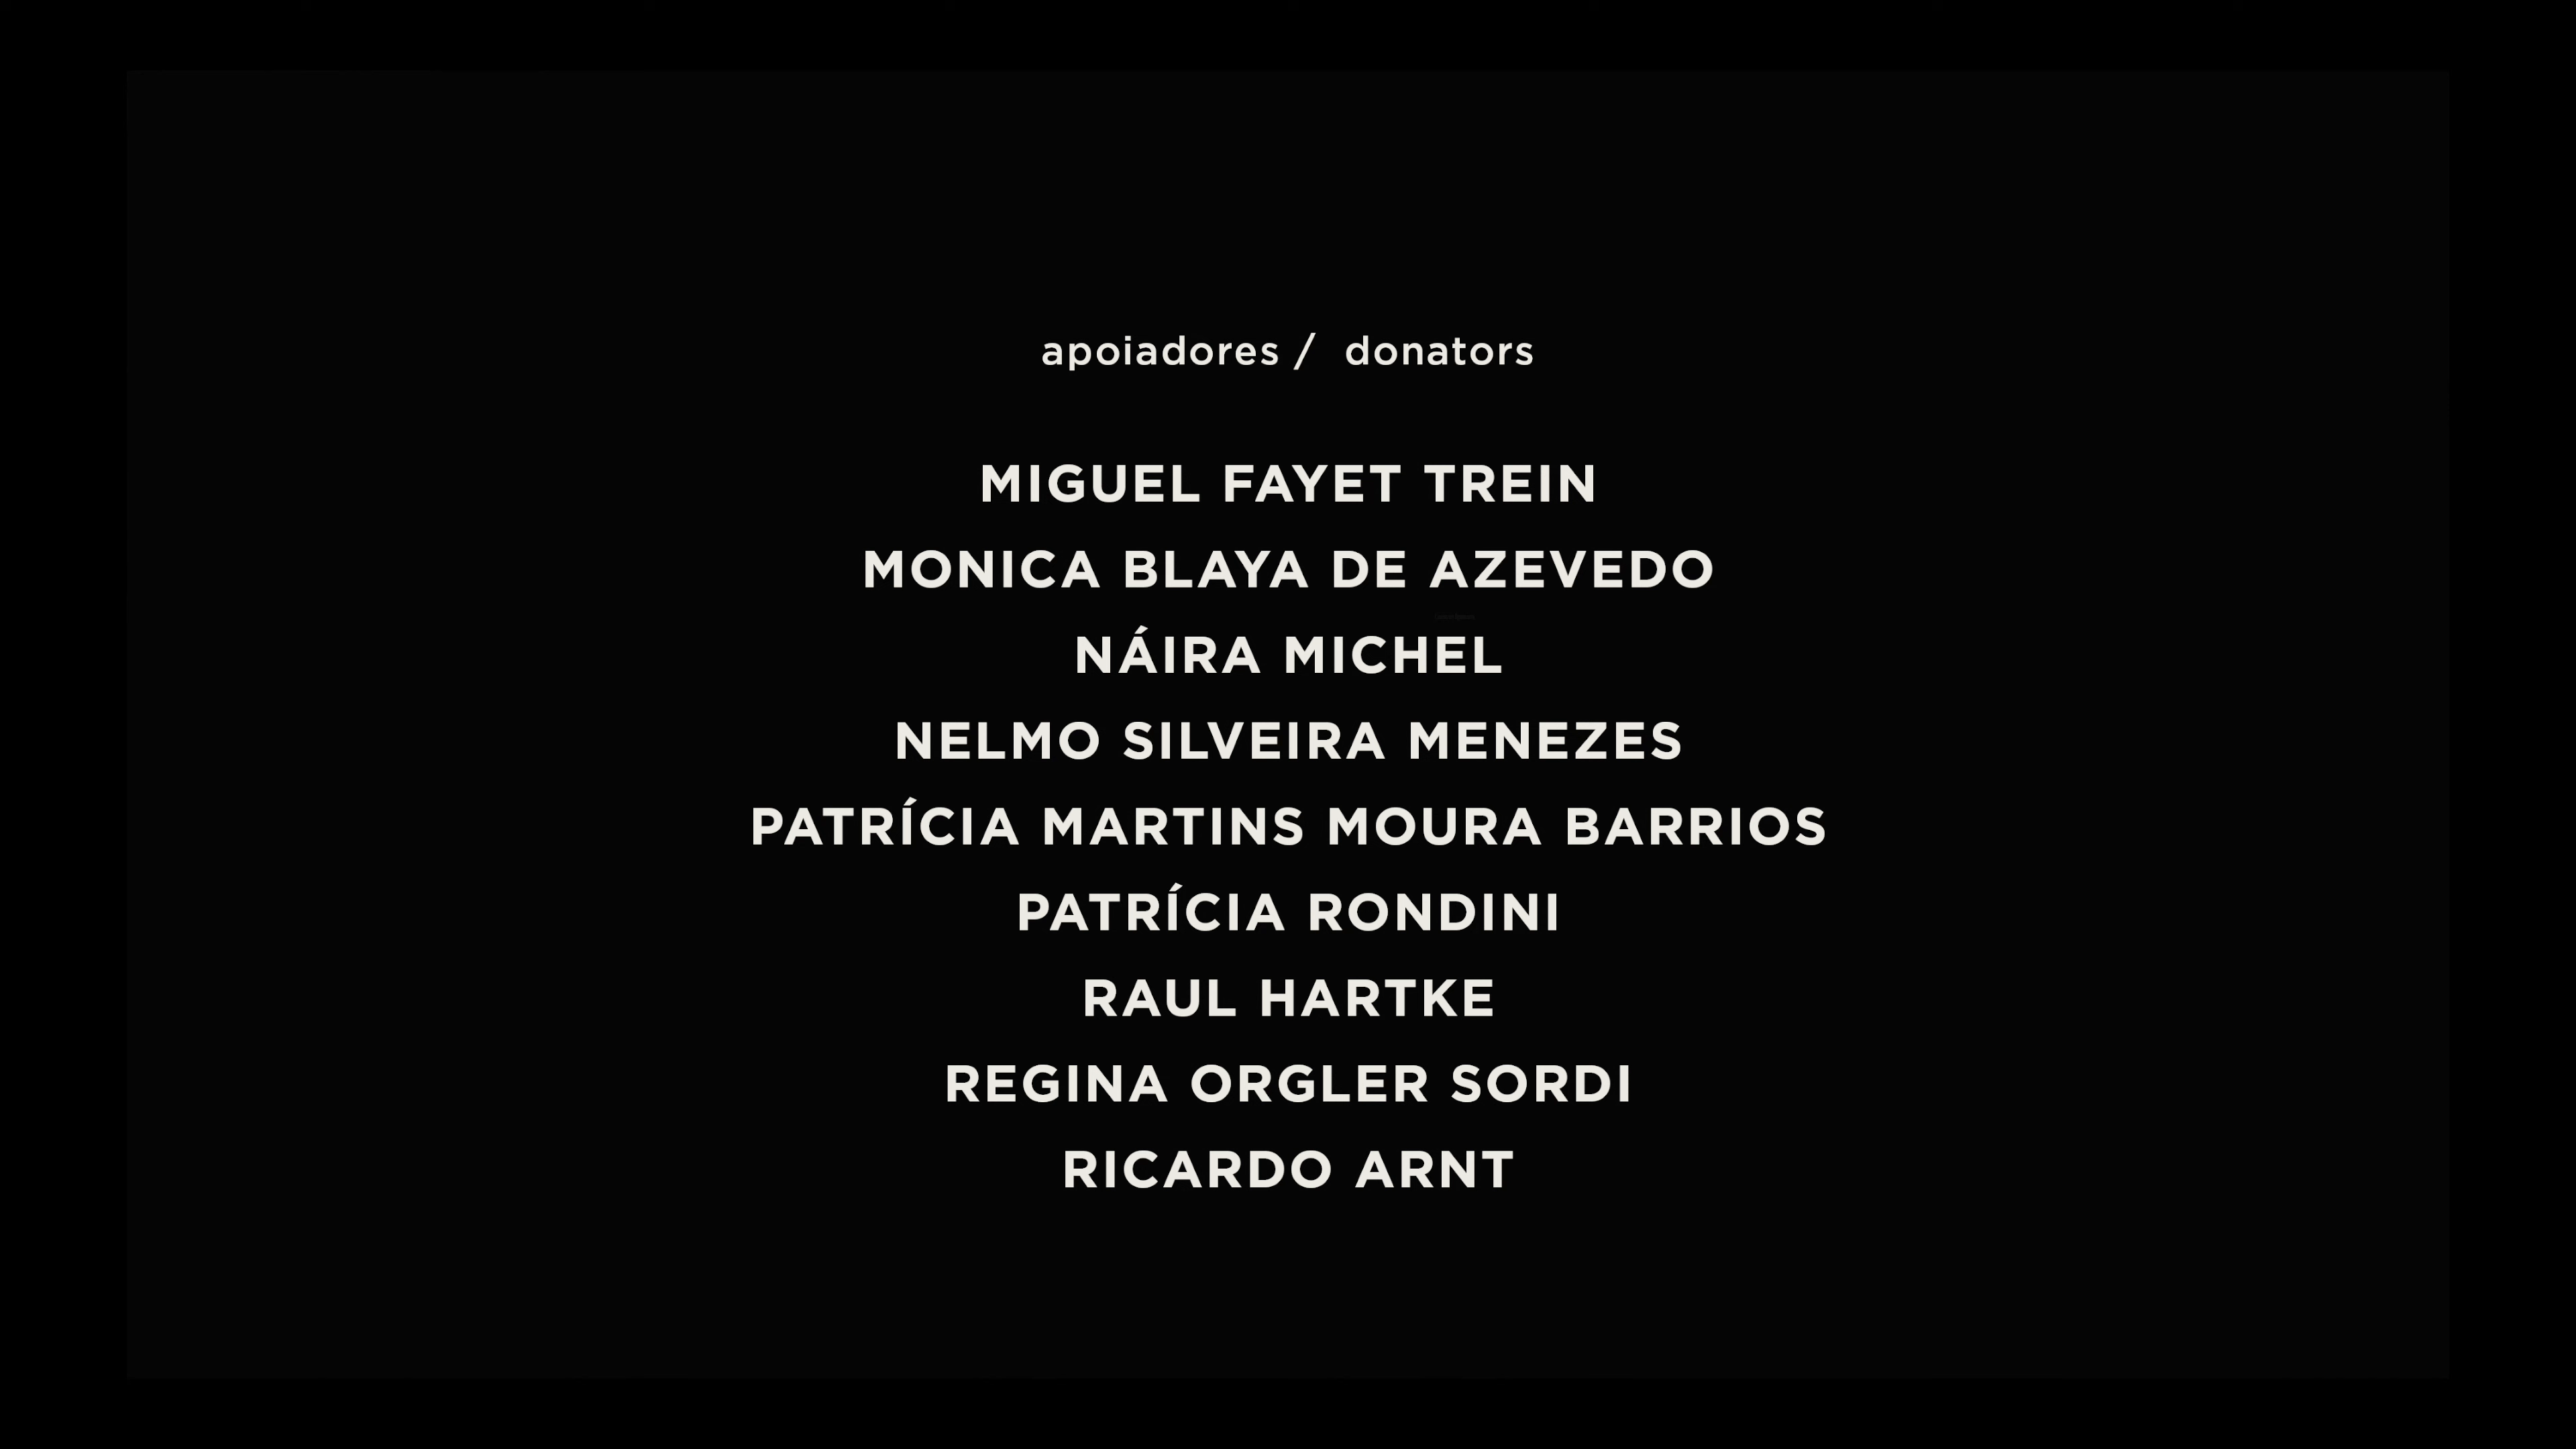 apoiadores / donators
MIGUEL FAYET TREIN
MONICA BLAYA DE AZEVEDO
NÁIRA MICHEL
NELMO SILVEIRA MENEZES
PATRÍCIA MARTINS MOURA BARRIOS
PATRÍCIA RONDINI
RAUL HARTKE
REGINA ORGLER SORDI
RICARDO ARNT